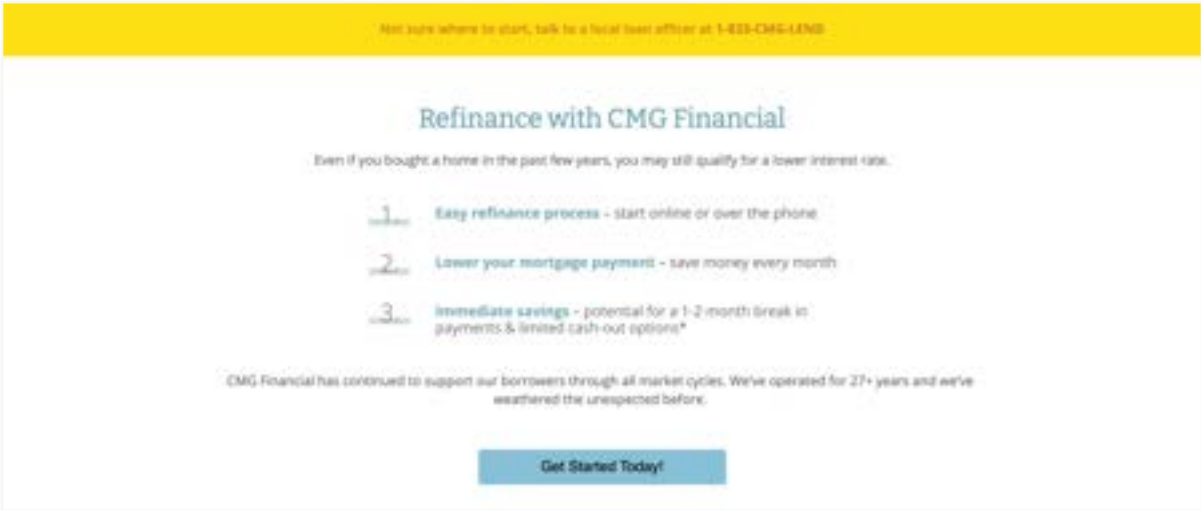 Not sure where to start, talk to a local loan officer at 1-833-CMG-LEND
Refinance with CMG Financial
Even if you bought a home in the past few years, you may still qualify for a lower interest rate.
1 Easy refinance process – start online or over the phone
2 Lower your mortgage payment – save money every month
3 Immediate savings – potential for a 1-2 month break in
payments & limited cash-out options*
CMG Financial has continued to support our borrowers through all market cycles. We've operated for 27+ years and we've
weathered the unexpected before.
Get Started Today!